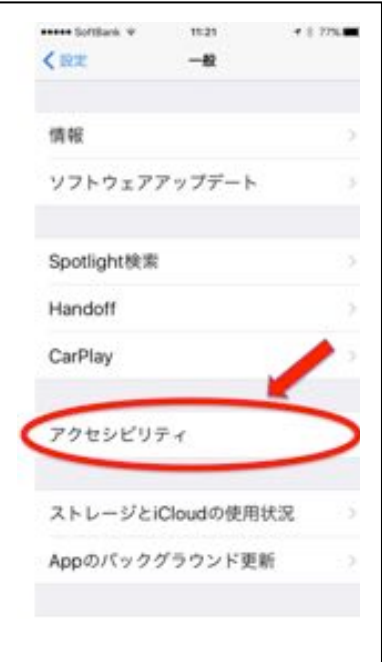 SoftBank 11:21 77%
設定 一般
情報
ソフトウェアアップデート
Spotlight検索
Handoff
CarPlay
アクセシビリティ
ストレージとiCloudの使用状況
Appのバックグラウンド更新